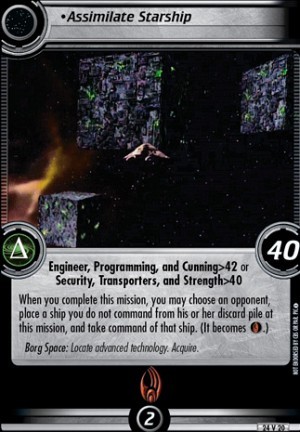 •Assimilate Starship
Δ
40
Engineer, Programming, and Cunning>42 or
Security, Transporters, and Strength>40
When you complete this mission, you may choose an opponent,
place a ship you do not command from his or her discard pile at
this mission, and take command of that ship. (It becomes .)
Borg Space: Locate advanced technology. Acquire.
2
24 V 20